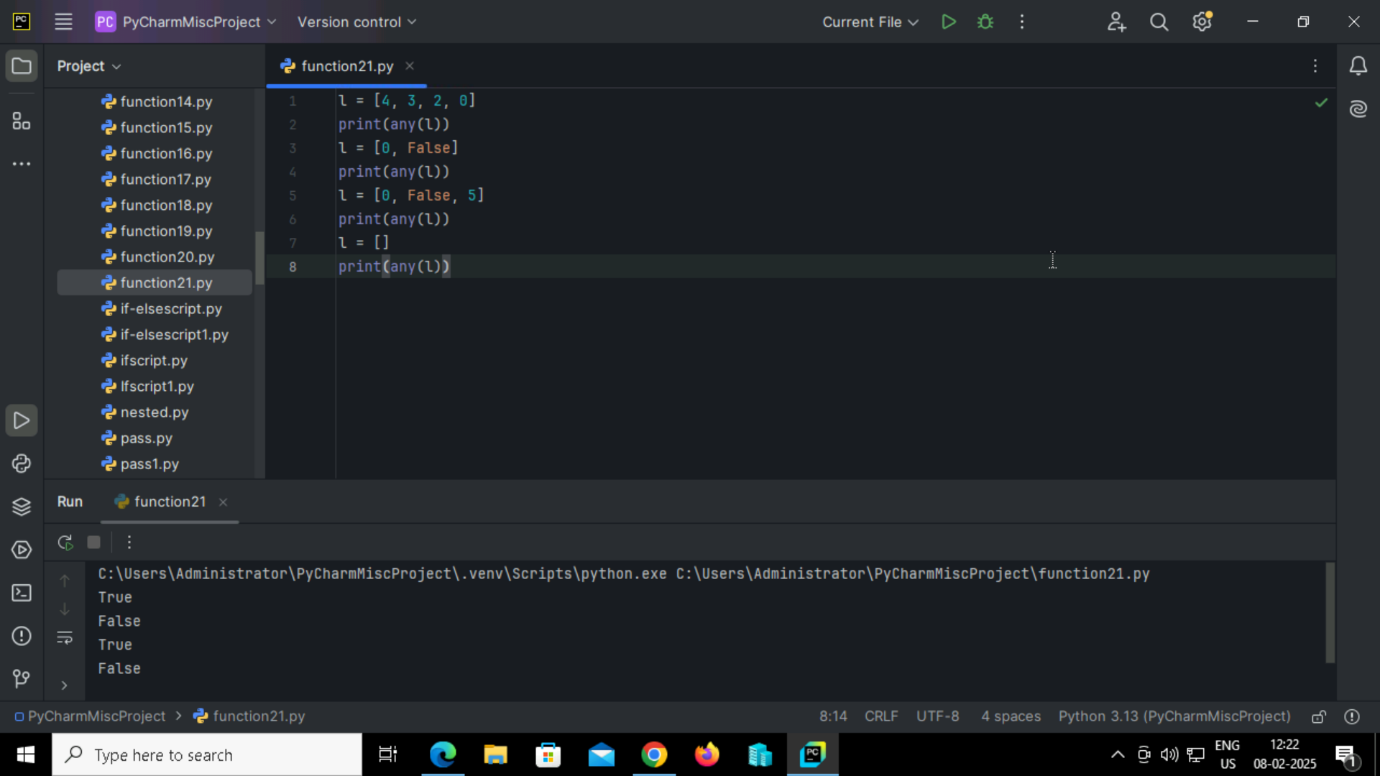 PC
PC PyCharmMiscProject Version control Current File
Project
function21.py
function14.py
function15.py
function16.py
function17.py
function18.py
function19.py
function20.py
function21.py
if-elsescript.py
if-elsescript1.py
ifscript.py
Ifscript1.py
nested.py
pass.py
pass1.py
1 l = [4, 3, 2, 0]
2 print(any(l))
3 l = [0, False]
4 print(any(l))
5 l = [0, False, 5]
6 print(any(l))
7 l = []
8 print(any(l))
Run function21
C:\Users\Administrator\PyCharmMiscProject\.venv\Scripts\python.exe C:\Users\Administrator\PyCharmMiscProject\function21.py
True
False
True
False
PyCharmMiscProject > function21.py 8:14 CRLF UTF-8 4 spaces Python 3.13 (PyCharmMiscProject)
Type here to search
PC
ENG
US
12:22
08-02-2025
1